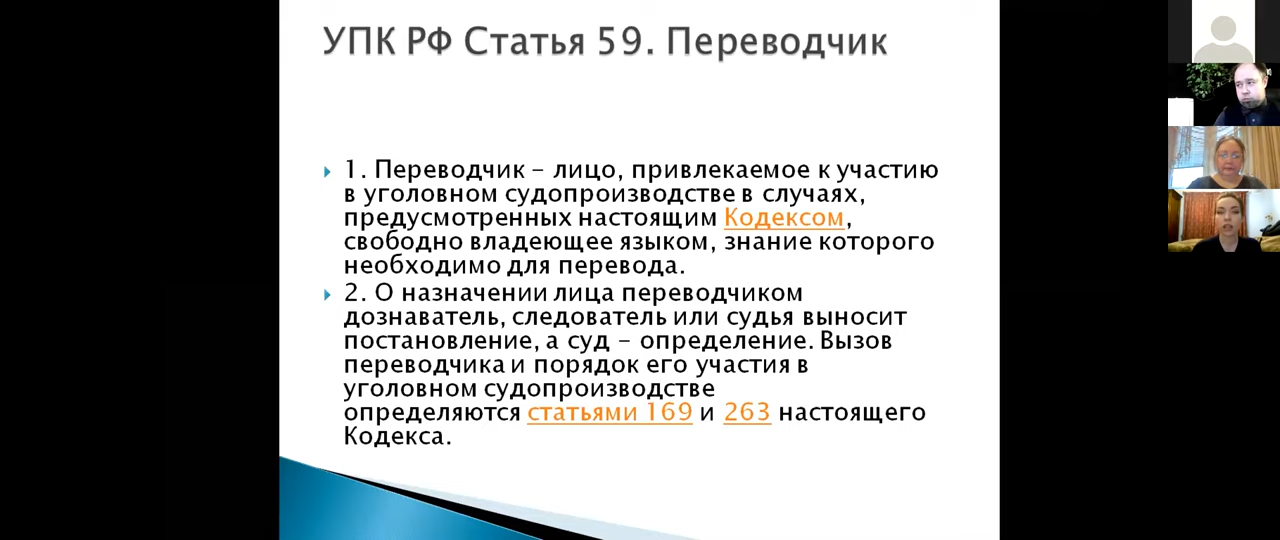 УПК РФ Статья 59. Переводчик
1. Переводчик – лицо, привлекаемое к участию
в уголовном судопроизводстве в случаях,
предусмотренных настоящим Кодексом,
свободно владеющее языком, знание которого
необходимо для перевода.
2. О назначении лица переводчиком
дознаватель, следователь или судья выносит
постановление, а суд – определение. Вызов
переводчика и порядок его участия в
уголовном судопроизводстве
определяются статьями 169 и 263 настоящего
Кодекса.